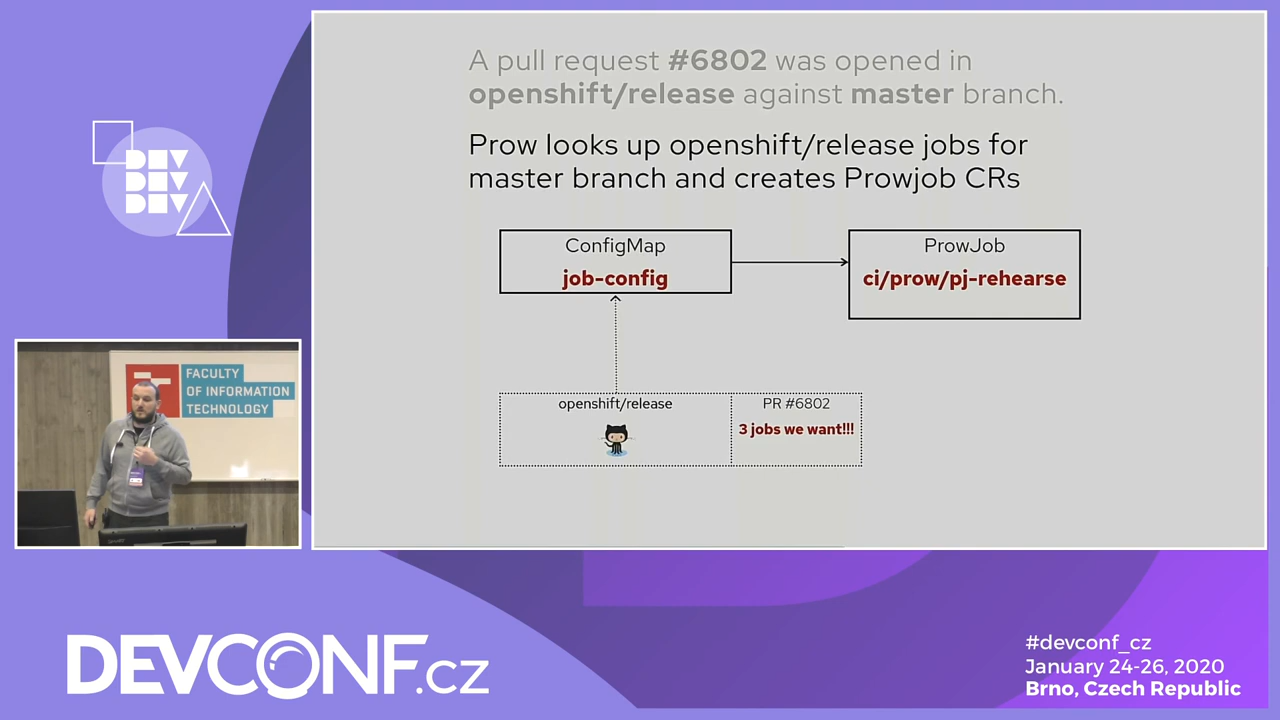 A pull request #6802 was opened in
openshift/release against master branch.
Prow looks up openshift/release jobs for
master branch and creates Prowjob CRs
ConfigMap
job-config
ProwJob
ci/prow/pj-rehearse
openshift/release
PR #6802
3 jobs we want!!!
DEV
DEV
DEV
FACULTY
OF INFORMATION
TECHNOLOGY
DEVCONF.cz
#devconf_cz
January 24-26, 2020
Brno, Czech Republic